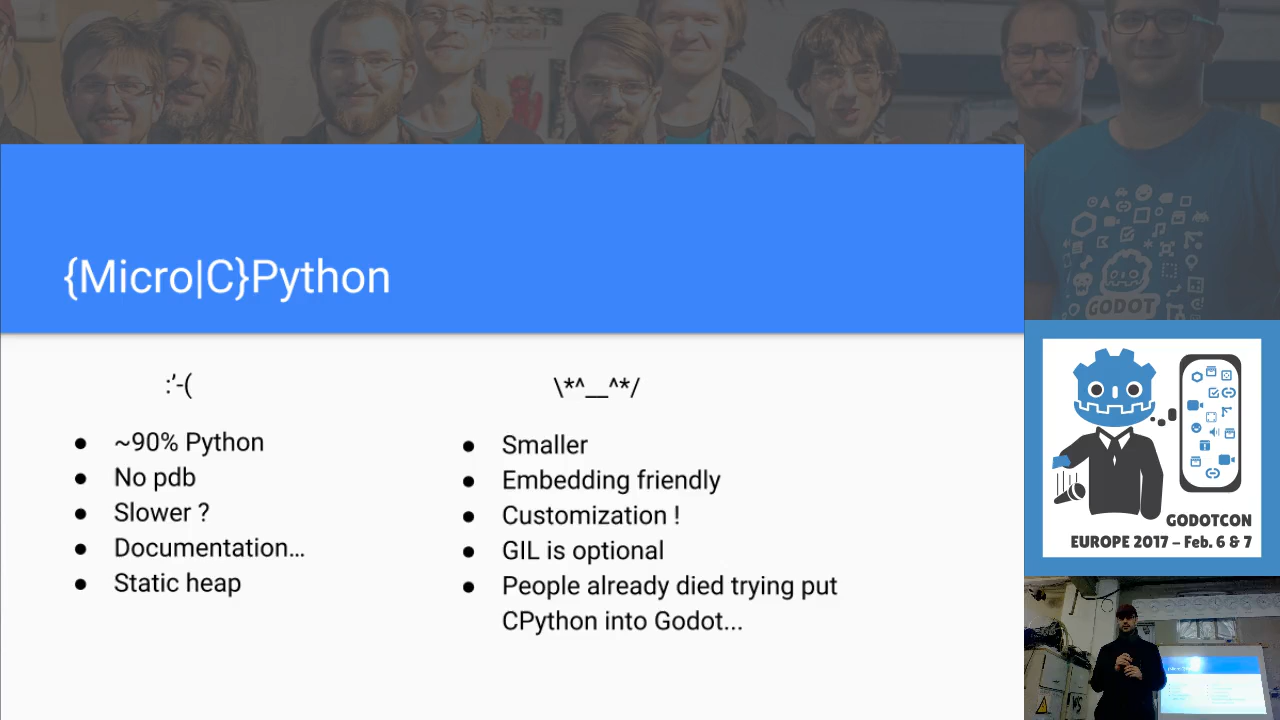 {Micro|C}Python
:’-(
● ~90% Python
● No pdb
● Slower ?
● Documentation…
● Static heap
\*^__^*/
● Smaller
● Embedding friendly
● Customization !
● GIL is optional
● People already died trying put
CPython into Godot...
GODOT
GODOTCON
EUROPE 2017 – Feb. 6 & 7